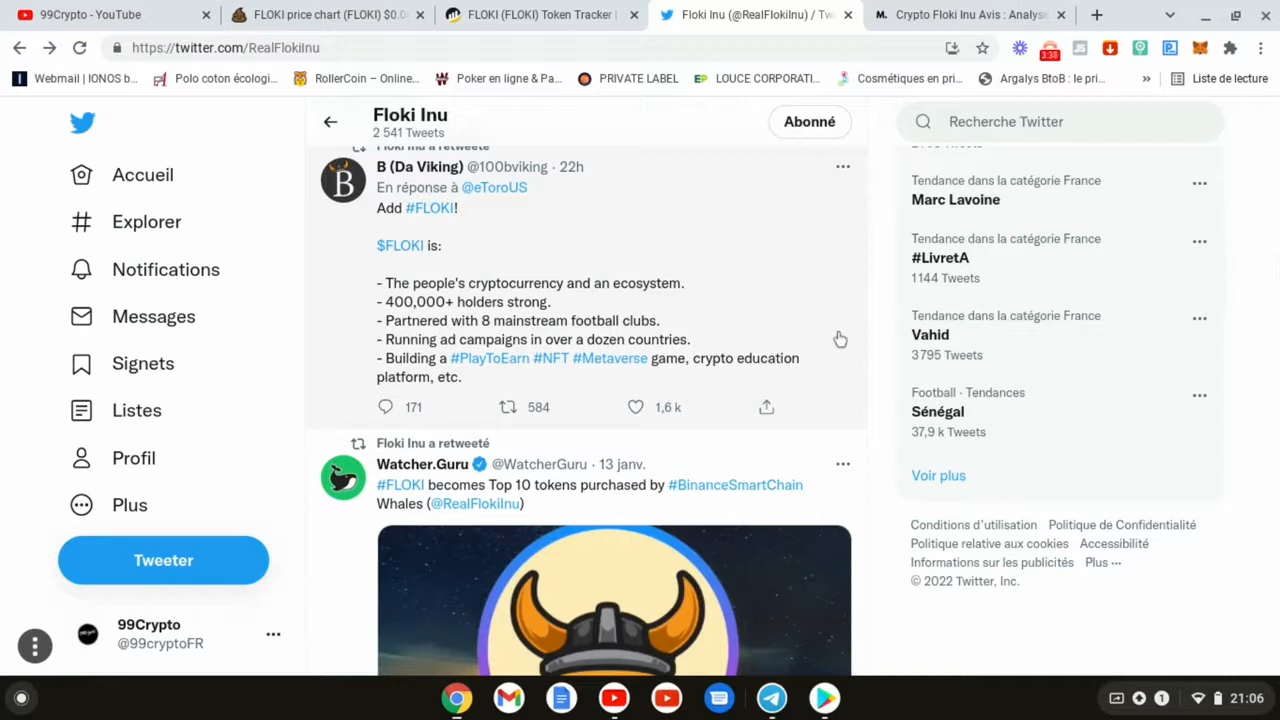 99Crypto - YouTube
FLOKI price chart (FLOKI) $0.0
FLOKI (FLOKI) Token Tracker |
Floki Inu (@RealFlokiInu) / Tw
Crypto Floki Inu Avis : Analyse
https://twitter.com/RealFlokiInu
3:38
Webmail | IONOS b...
Polo coton écologi...
RollerCoin – Online...
Poker en ligne & Pa...
PRIVATE LABEL
LOUCE CORPORATI...
Cosmétiques en pri...
Argalys BtoB : le pri...
»
Liste de lecture
Accueil
Explorer
Notifications
Messages
Signets
Listes
Profil
Plus
Tweeter
99Crypto
@99cryptoFR
Floki Inu
2 541 Tweets
Abonné
Floki Inu a retweeté
B (Da Viking) @100bviking · 22h
En réponse à @eToroUS
Add #FLOKI!
$FLOKI is:
- The people's cryptocurrency and an ecosystem.
- 400,000+ holders strong.
- Partnered with 8 mainstream football clubs.
- Running ad campaigns in over a dozen countries.
- Building a #PlayToEarn #NFT #Metaverse game, crypto education
platform, etc.
171 584 1,6 k
Floki Inu a retweeté
Watcher.Guru @WatcherGuru · 13 janv.
#FLOKI becomes Top 10 tokens purchased by #BinanceSmartChain
Whales (@RealFlokiInu)
Recherche Twitter
Tendance dans la catégorie France
Marc Lavoine
Tendance dans la catégorie France
#LivretA
1 144 Tweets
Tendance dans la catégorie France
Vahid
3 795 Tweets
Football · Tendances
Sénégal
37,9 k Tweets
Voir plus
Conditions d'utilisation Politique de Confidentialité
Politique relative aux cookies Accessibilité
Informations sur les publicités Plus ···
© 2022 Twitter, Inc.
21:06